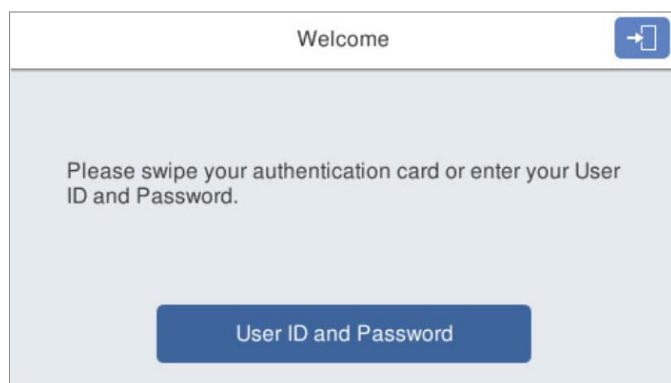 Welcome
Please swipe your authentication card or enter your User
ID and Password.
User ID and Password